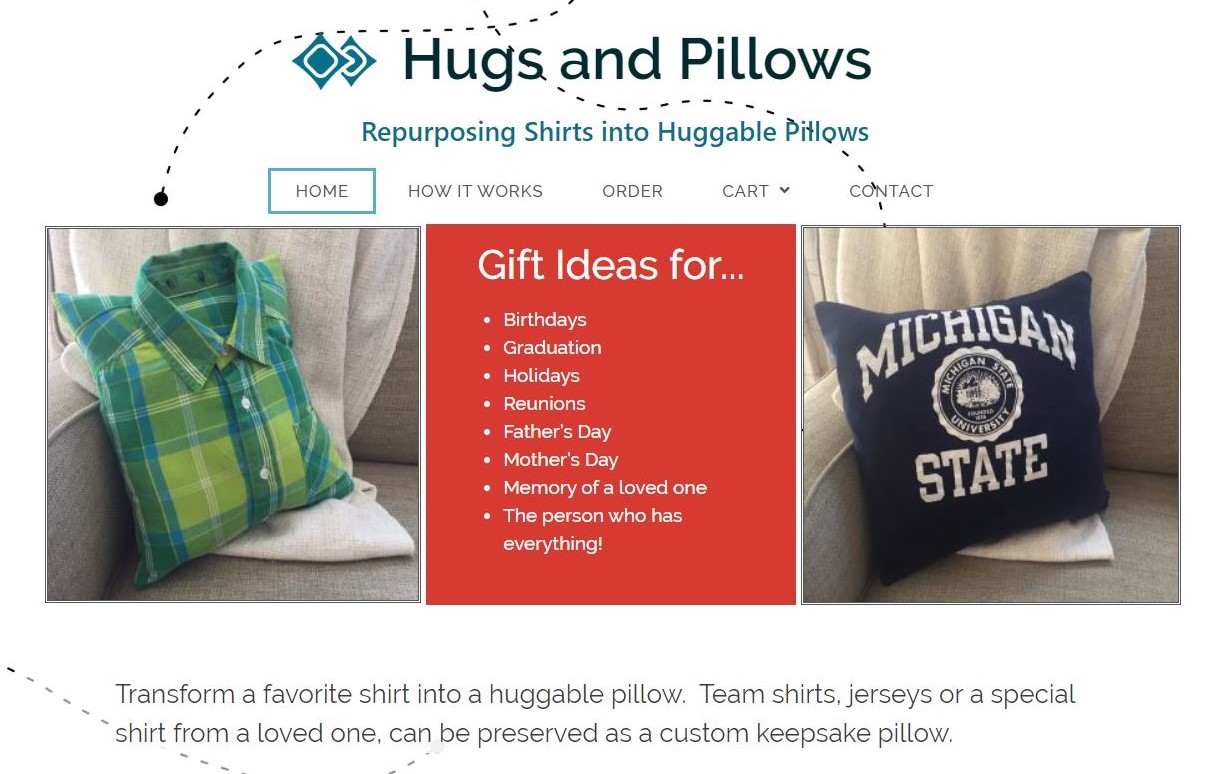 Hugs and Pillows
Repurposing Shirts into Huggable Pillows
HOME HOW IT WORKS ORDER CART CONTACT
Gift Ideas for...
• Birthdays
• Graduation
• Holidays
• Reunions
• Father's Day
• Mother's Day
• Memory of a loved one
• The person who has
everything!
MICHIGAN
MICHIGAN STATE
UNIVERSITY
FOUNDED
STATE
Transform a favorite shirt into a huggable pillow. Team shirts, jerseys or a special
shirt from a loved one, can be preserved as a custom keepsake pillow.